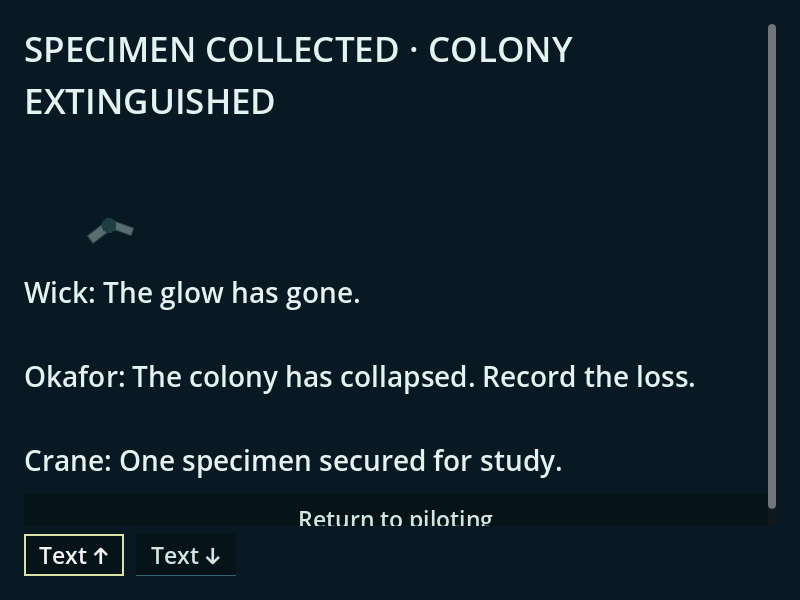 SPECIMEN COLLECTED · COLONY
EXTINGUISHED
Wick: The glow has gone.
Okafor: The colony has collapsed. Record the loss.
Crane: One specimen secured for study.
Return to piloting
Text ↑
Text ↓